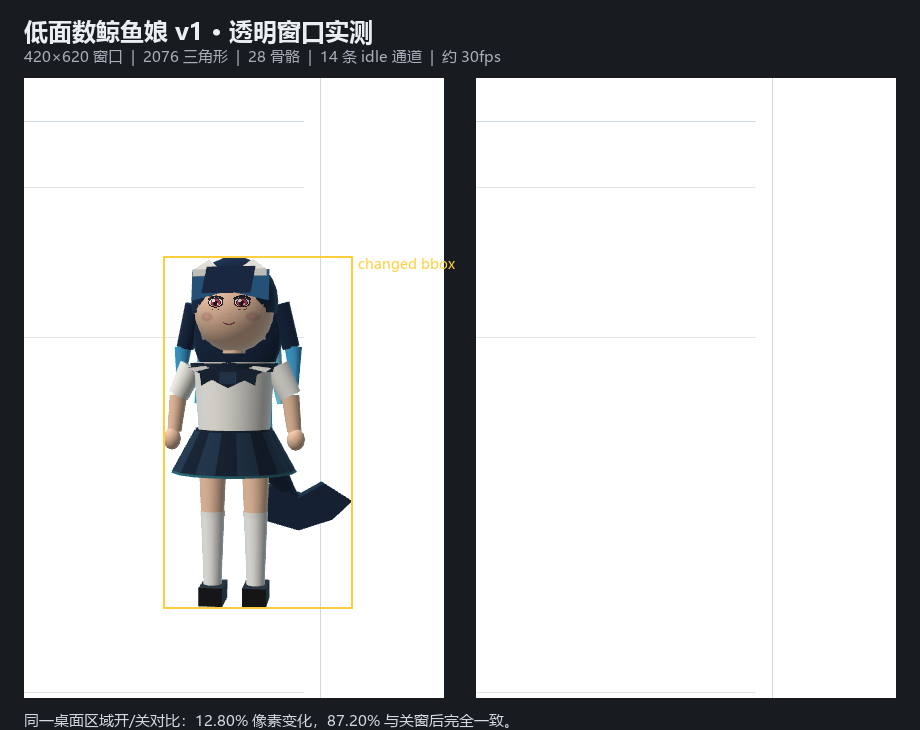 低面数鲸鱼娘 v1 • 透明窗口实测
420×620 窗口 | 2076 三角形 | 28 骨骼 | 14 条 idle 通道 | 约 30fps
changed bbox
同一桌面区域开/关对比：12.80% 像素变化，87.20% 与关窗后完全一致。